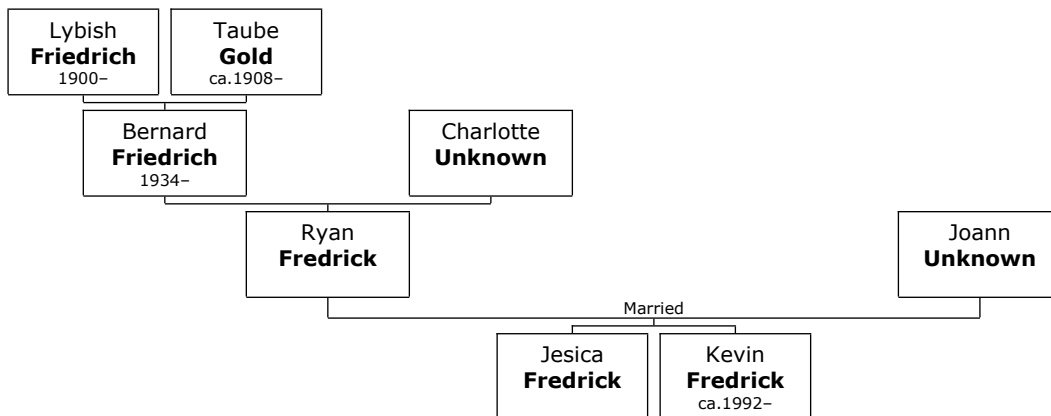 Lybish
Friedrich
1900–
Taube
Gold
ca.1908–
Bernard
Friedrich
1934–
Charlotte
Unknown
Ryan
Fredrick
Joann
Unknown
Married
Jesica
Fredrick
Kevin
Fredrick
ca.1992–